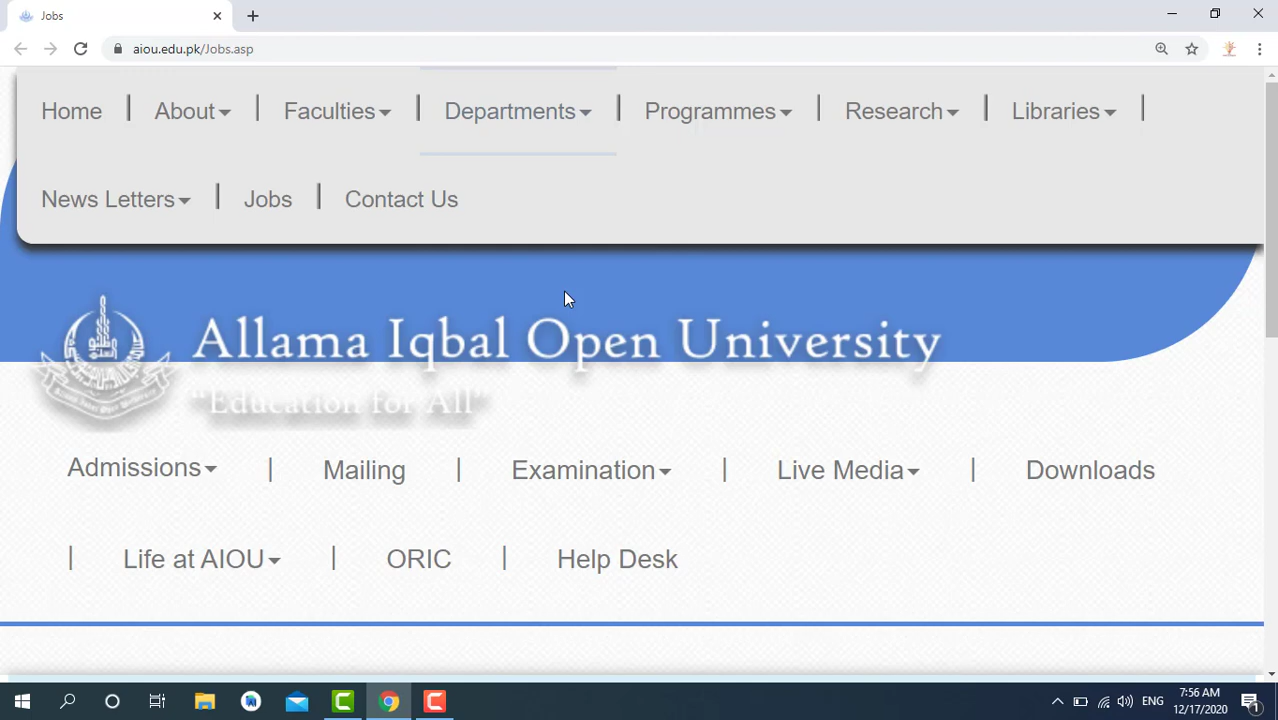 Jobs
aiou.edu.pk/Jobs.asp
Home About Faculties Departments Programmes Research Libraries
News Letters Jobs Contact Us
Allama Iqbal Open University
"Education for All"
Admissions | Mailing | Examination | Live Media | Downloads
| Life at AIOU | ORIC | Help Desk
ENG
7:56 AM
12/17/2020
1